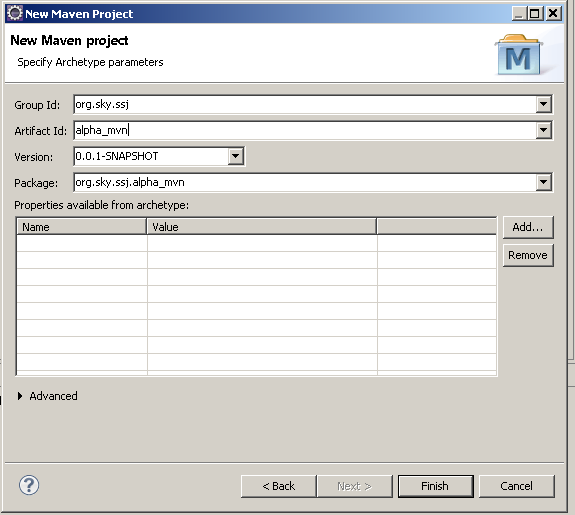 New Maven Project
New Maven project
Specify Archetype parameters
M
Group Id: org.sky.ssj
Artifact Id: alpha_mvn
Version: 0.0.1-SNAPSHOT
Package: org.sky.ssj.alpha_mvn
Properties available from archetype:
Name Value
Add...
Remove
Advanced
? < Back Next > Finish Cancel